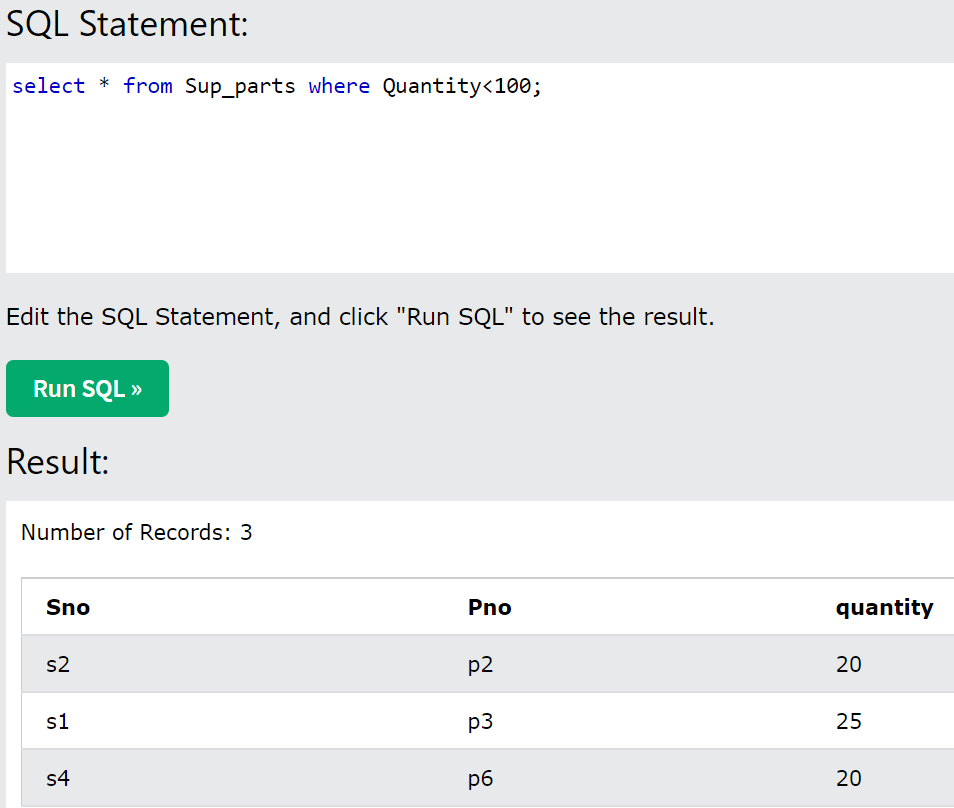 SQL Statement:
select * from Sup_parts where Quantity<100;
Edit the SQL Statement, and click "Run SQL" to see the result.
Run SQL »
Result:
Number of Records: 3
Sno Pno quantity
s2 p2 20
s1 p3 25
s4 p6 20